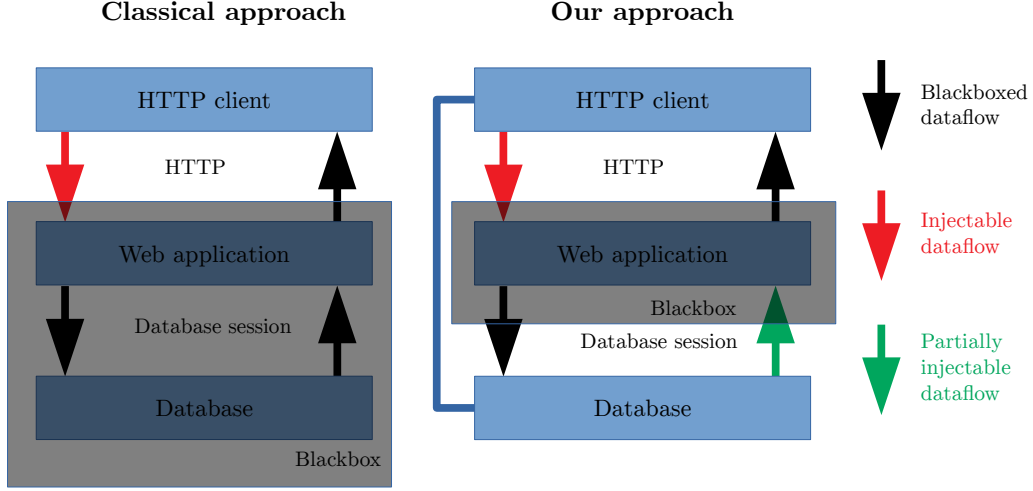 Classical approach
HTTP client
HTTP
Web application
Database session
Database
Blackbox
Our approach
HTTP client
HTTP
Web application
Blackbox
Database session
Database
Blackboxed
dataflow
Injectable
dataflow
Partially
injectable
dataflow